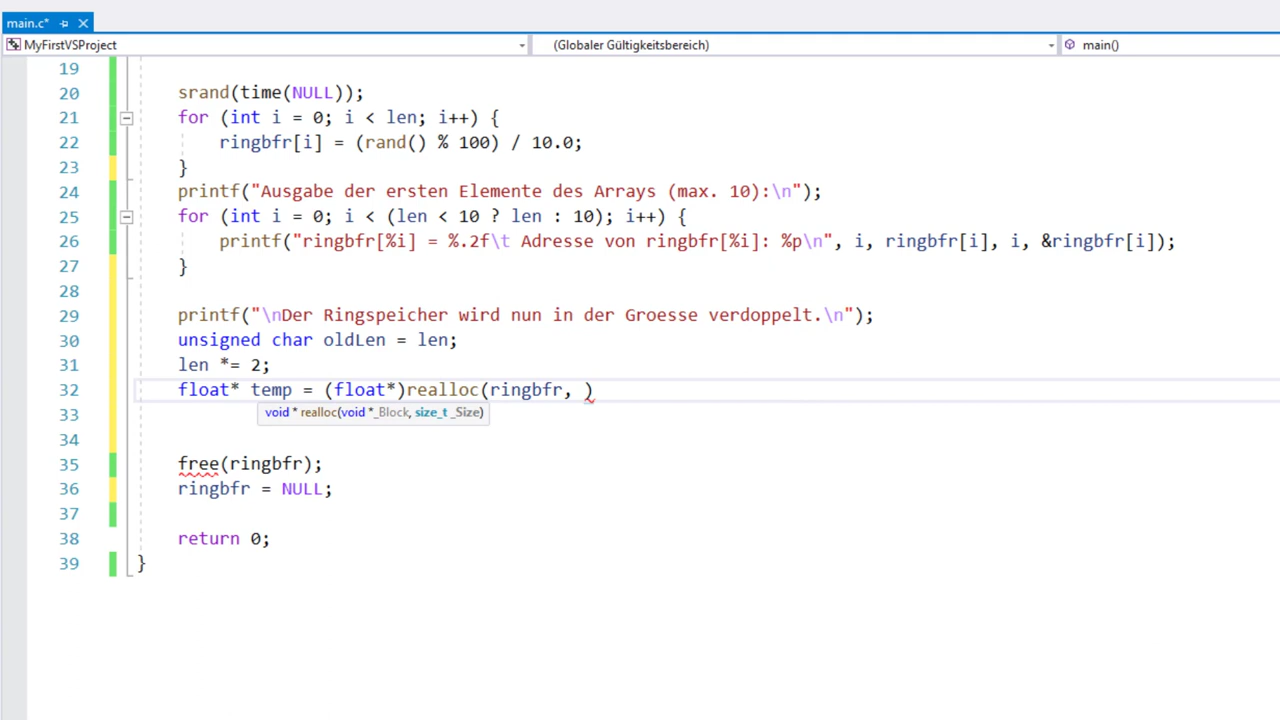 main.c*
MyFirstVSProject (Globaler Gültigkeitsbereich) main()
19
20 srand(time(NULL));
21 for (int i = 0; i < len; i++) {
22 ringbfr[i] = (rand() % 100) / 10.0;
23 }
24 printf("Ausgabe der ersten Elemente des Arrays (max. 10):\n");
25 for (int i = 0; i < (len < 10 ? len : 10); i++) {
26 printf("ringbfr[%i] = %.2f\t Adresse von ringbfr[%i]: %p\n", i, ringbfr[i], i, &ringbfr[i]);
27 }
28
29 printf("\nDer Ringspeicher wird nun in der Groesse verdoppelt.\n");
30 unsigned char oldLen = len;
31 len *= 2;
32 float* temp = (float*)realloc(ringbfr, )
33 void * realloc(void *_Block, size_t _Size)
34
35 free(ringbfr);
36 ringbfr = NULL;
37
38 return 0;
39 }